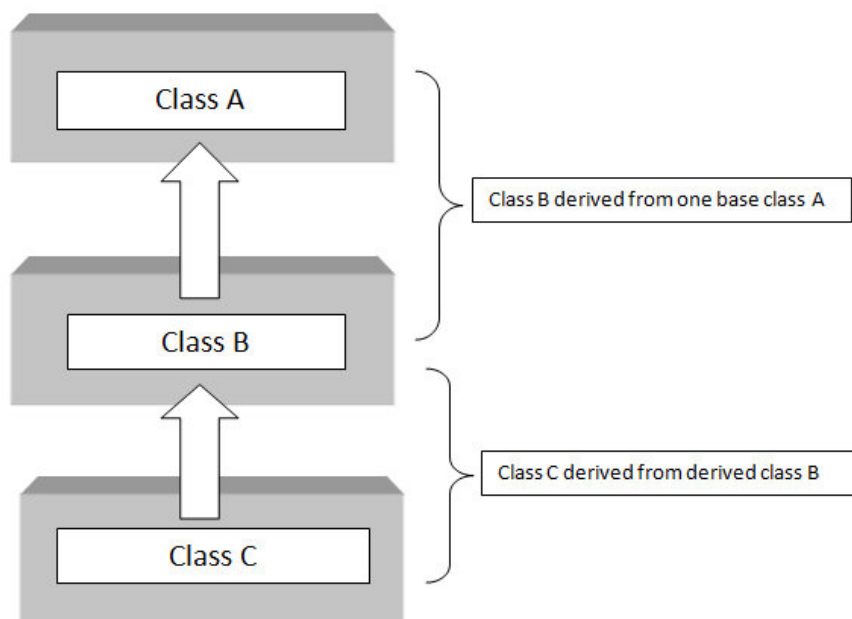 Class A
Class B derived from one base class A
Class B
Class C derived from derived class B
Class C